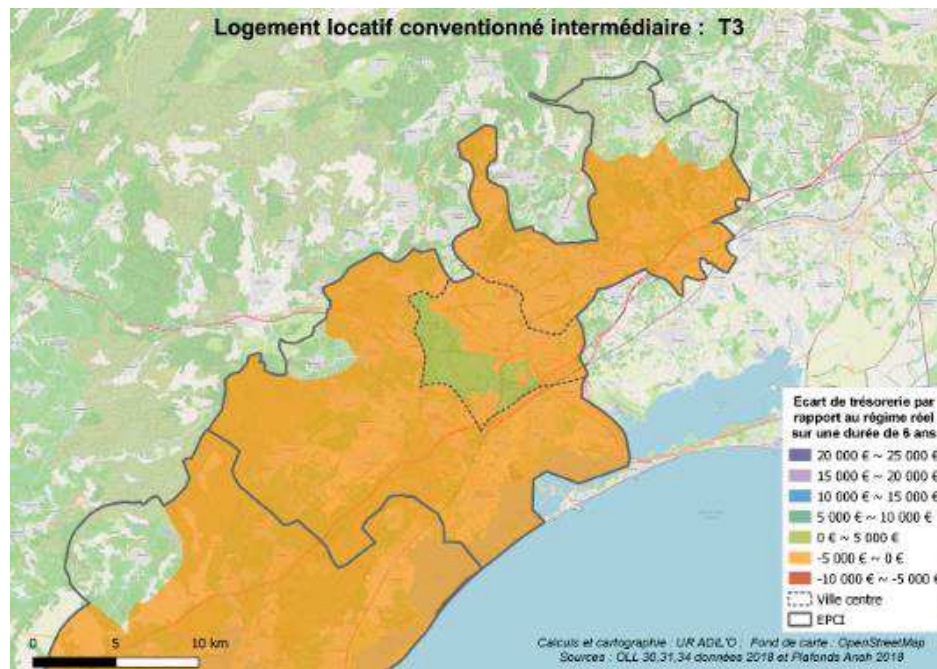 Logement locatif conventionné intermédiaire : T3
Ecart de trésorerie par
rapport au régime réel
sur une durée de 6 ans
20 000 € ~ 25 000 €
15 000 € ~ 20 000 €
10 000 € ~ 15 000 €
5 000 € ~ 10 000 €
0 € ~ 5 000 €
-5 000 € ~ 0 €
-10 000 € ~ -5 000 €
Ville centre
EPCI
0 5 10 km
Calculs et cartographie : UR ADIL'O , Fond de carte : OpenStreetMap
Sources : OLL 30,31,34 données 2018 et Plafonds Anah 2018